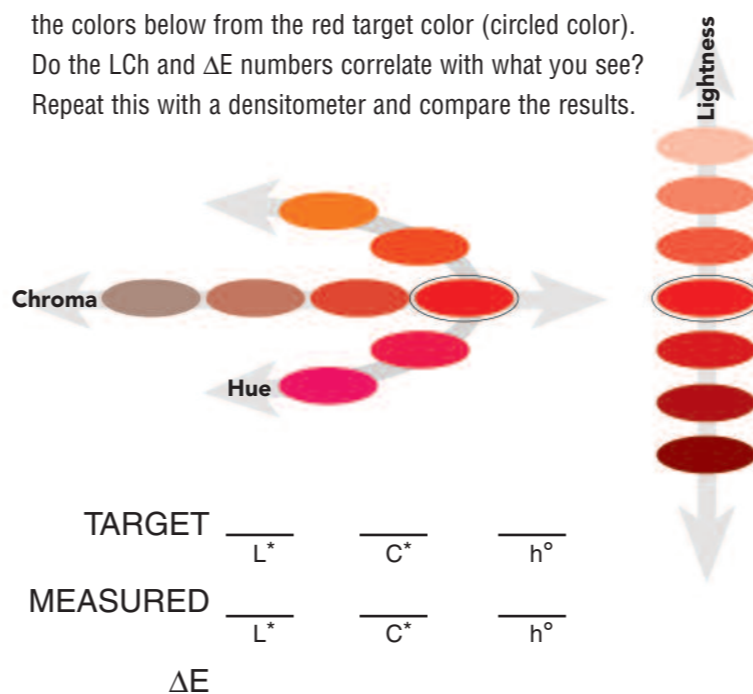 the colors below from the red target color (circled color).
Do the LCh and ΔE numbers correlate with what you see?
Repeat this with a densitometer and compare the results.
Lightness
Chroma
Hue
TARGET
L* C* h°
MEASURED
L* C* h°
ΔE